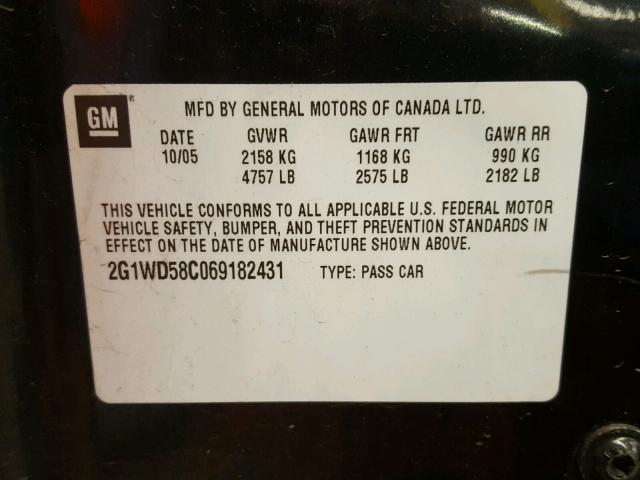 GM ®
MFD BY GENERAL MOTORS OF CANADA LTD.
DATE GVWR GAWR FRT GAWR RR
10/05 2158 KG 1168 KG 990 KG
4757 LB 2575 LB 2182 LB
THIS VEHICLE CONFORMS TO ALL APPLICABLE U.S. FEDERAL MOTOR
VEHICLE SAFETY, BUMPER, AND THEFT PREVENTION STANDARDS IN
EFFECT ON THE DATE OF MANUFACTURE SHOWN ABOVE.
2G1WD58C069182431 TYPE: PASS CAR